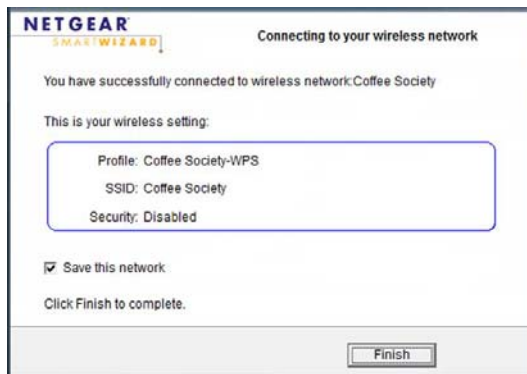 NETGEAR
SMARTWIZARD
Connecting to your wireless network
You have successfully connected to wireless network:Coffee Society
This is your wireless setting:
Profile: Coffee Society-WPS
SSID: Coffee Society
Security: Disabled
Save this network
Click Finish to complete.
Finish